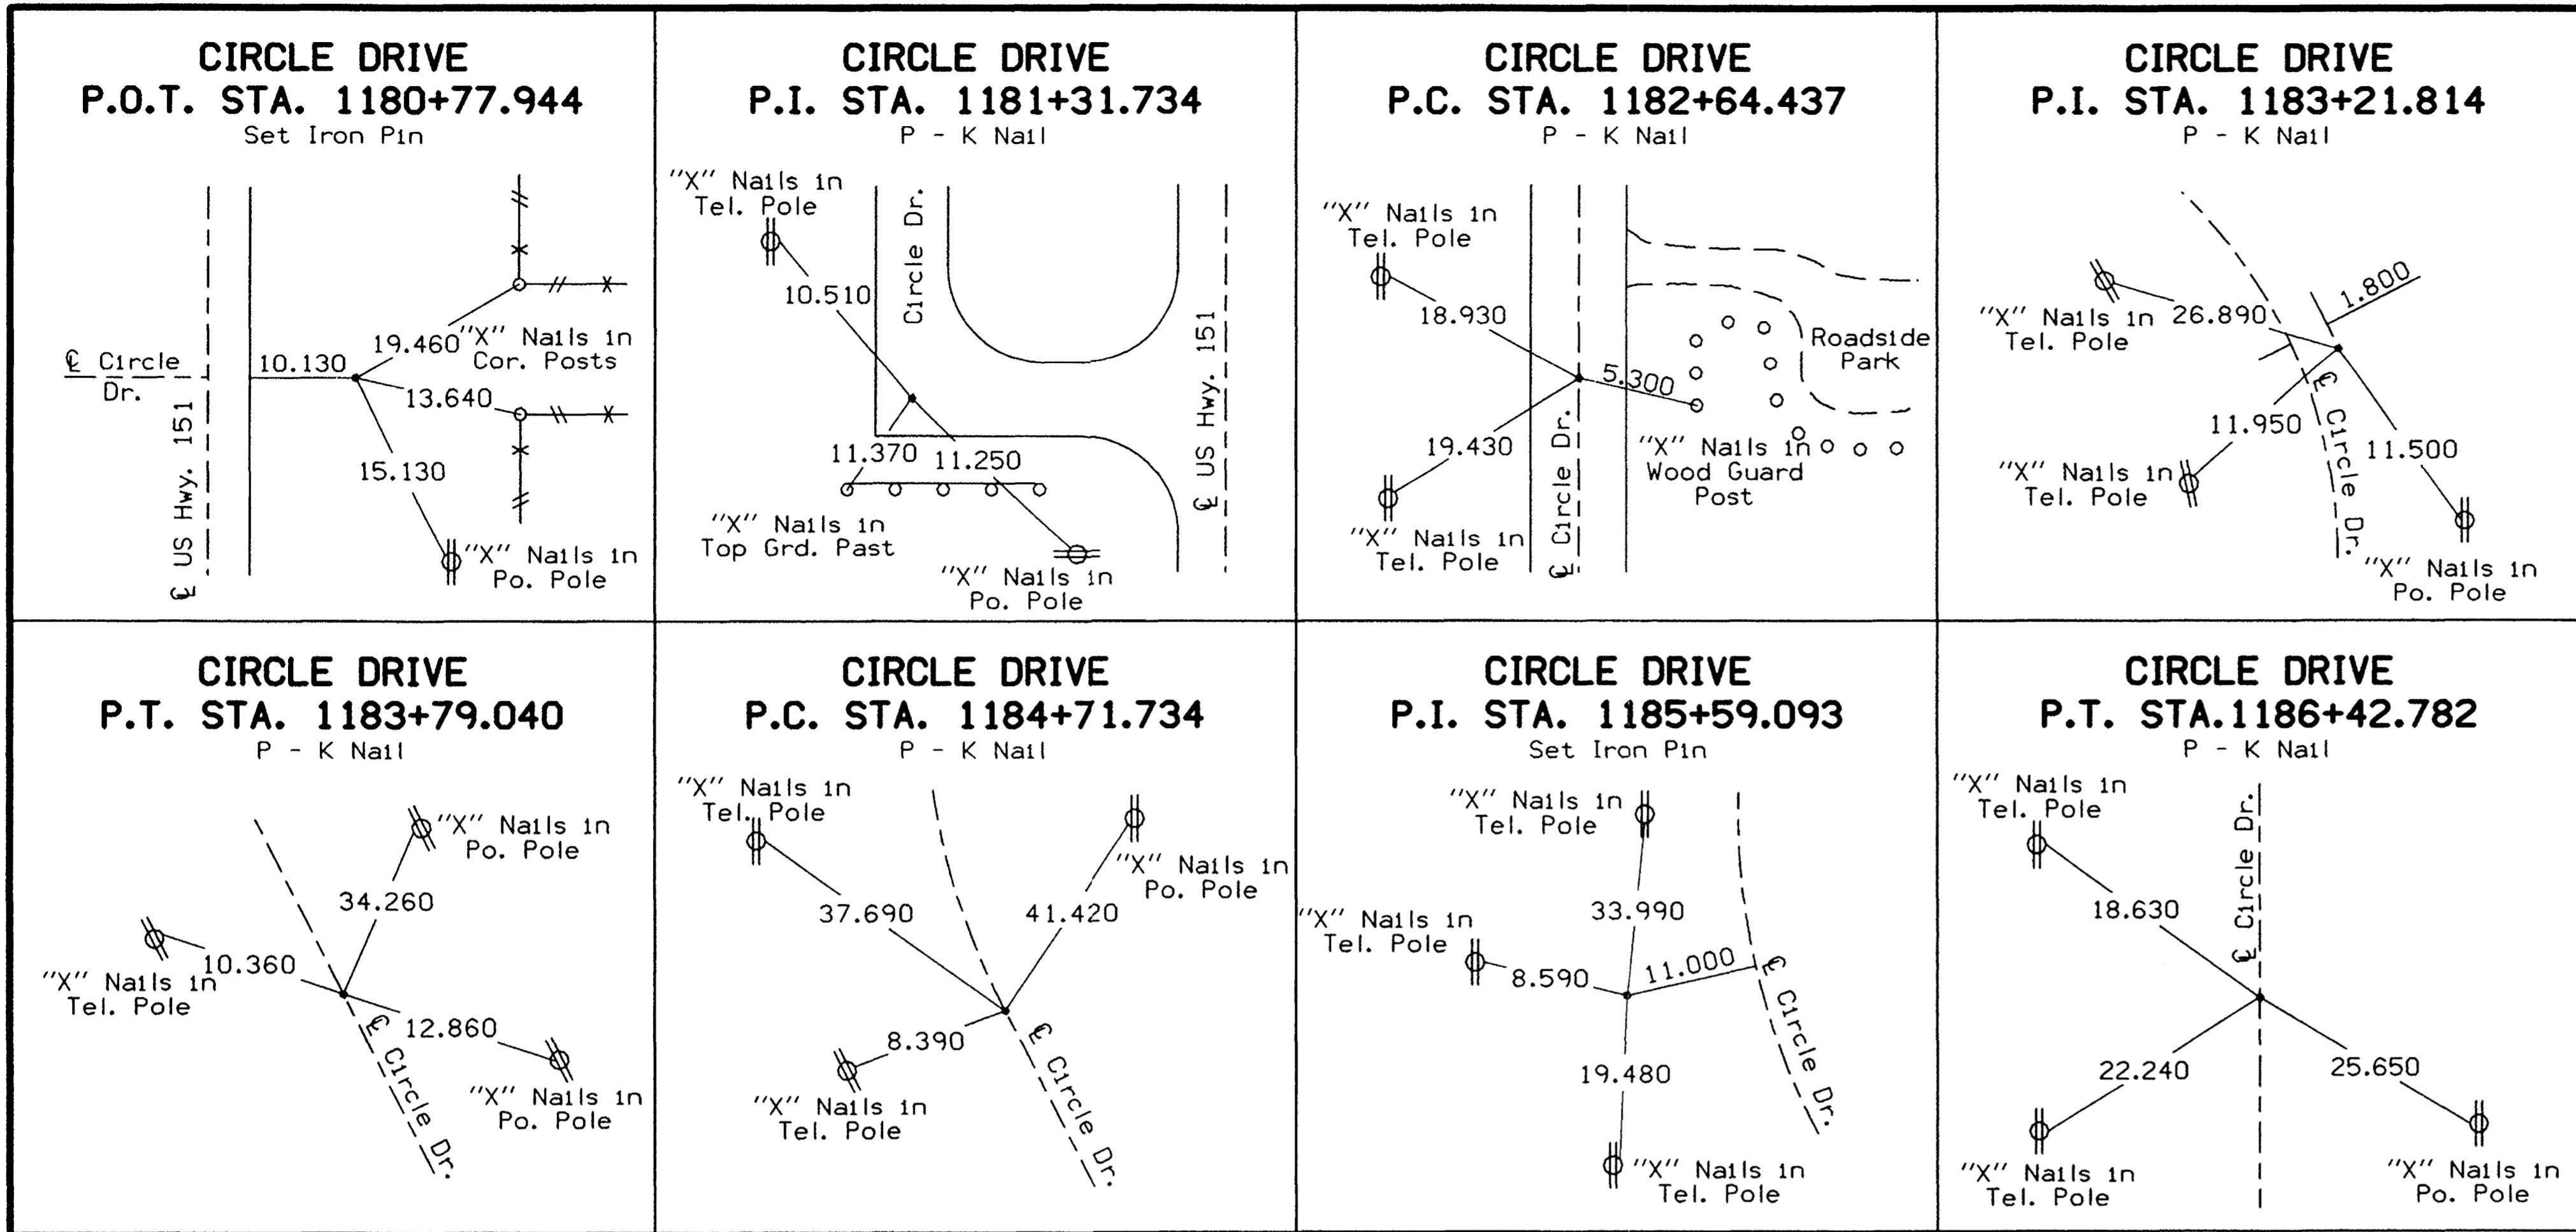 CIRCLE DRIVE
P.O.T. STA. 1180+77.944
Set Iron Pin
19.460
"X" Nails in
Cor. Posts
℄ Circle
Dr.
10.130
13.640
15.130
℄ US Hwy. 151
"X" Nails in
Po. Pole
CIRCLE DRIVE
P.I. STA. 1181+31.734
P - K Nail
"X" Nails in
Tel. Pole
Circle Dr.
10.510
℄ US Hwy. 151
11.370
11.250
"X" Nails in
Top Grd. Past
"X" Nails in
Po. Pole
CIRCLE DRIVE
P.C. STA. 1182+64.437
P - K Nail
"X" Nails in
Tel. Pole
18.930
Roadside
Park
5.300
19.430
℄ Circle Dr.
"X" Nails in
Wood Guard
Post
"X" Nails in
Tel. Pole
CIRCLE DRIVE
P.I. STA. 1183+21.814
P - K Nail
1.800
"X" Nails in
Tel. Pole
26.890
11.950
℄ Circle Dr.
11.500
"X" Nails in
Tel. Pole
"X" Nails in
Po. Pole
CIRCLE DRIVE
P.T. STA. 1183+79.040
P - K Nail
"X" Nails in
Po. Pole
34.260
10.360
"X" Nails in
Tel. Pole
12.860
℄ Circle Dr.
"X" Nails in
Po. Pole
CIRCLE DRIVE
P.C. STA. 1184+71.734
P - K Nail
"X" Nails in
Tel. Pole
"X" Nails in
Po. Pole
37.690
41.420
8.390
℄ Circle Dr.
"X" Nails in
Tel. Pole
CIRCLE DRIVE
P.I. STA. 1185+59.093
Set Iron Pin
"X" Nails in
Tel. Pole
33.990
"X" Nails in
Tel. Pole
8.590
11.000
℄ Circle Dr.
19.480
"X" Nails in
Tel. Pole
CIRCLE DRIVE
P.T. STA.1186+42.782
P - K Nail
"X" Nails in
Tel. Pole
℄ Circle Dr.
18.630
22.240
25.650
"X" Nails in
Tel. Pole
"X" Nails in
Po. Pole